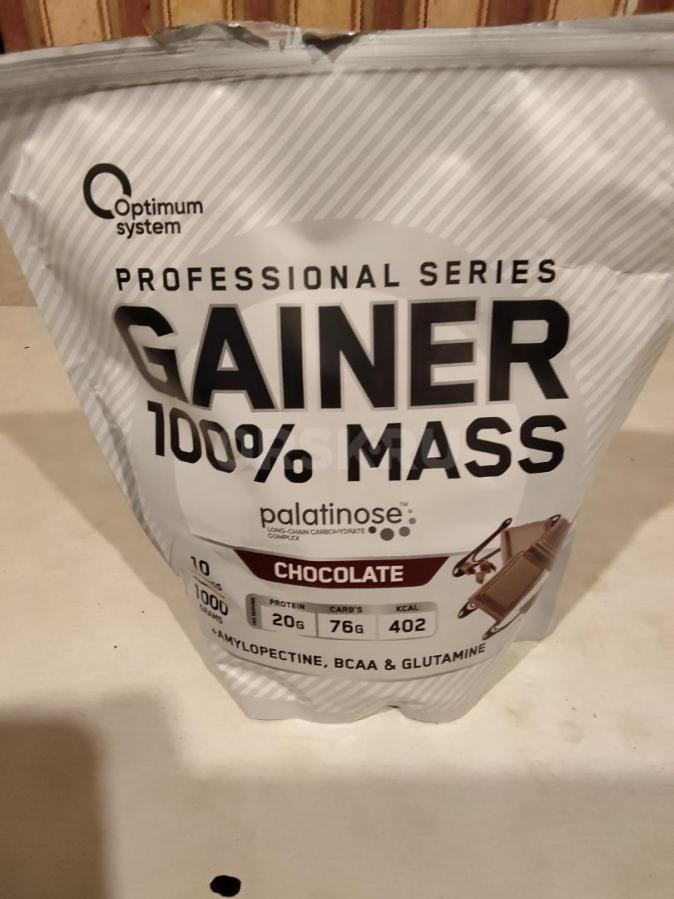 Optimum
system
PROFESSIONAL SERIES
GAINER
100% MASS
palatinose™
LONG-CHAIN CARBOHYDRATE
COMPLEX
CHOCOLATE
10
1000
GRAMS
PROTEIN CARB'S KCAL
20G 76G 402
+AMYLOPECTINE, BCAA & GLUTAMINE